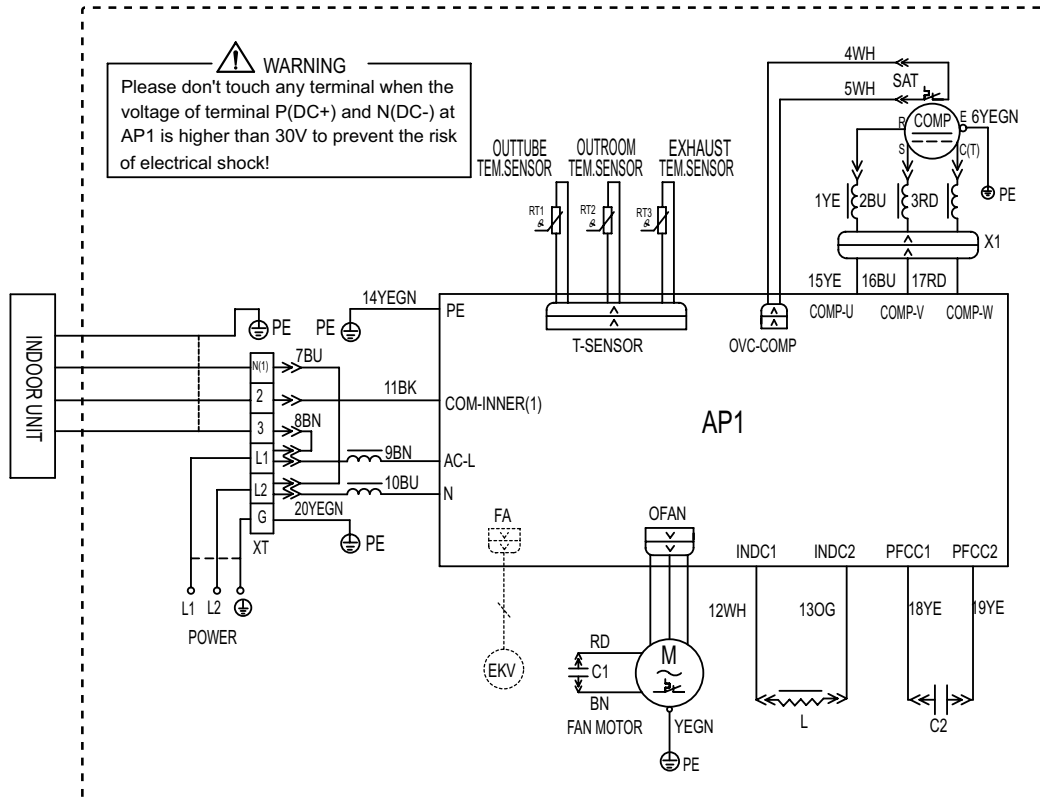 WARNING
Please don't touch any terminal when the
voltage of terminal P(DC+) and N(DC-) at
AP1 is higher than 30V to prevent the risk
of electrical shock!
4WH
SAT
5WH
COMP
R
E 6YEGN
S
C(T)
PE
OUTTUBE
TEM.SENSOR
OUTROOM
TEM.SENSOR
EXHAUST
TEM.SENSOR
RT1
RT2
RT3
1YE
2BU
3RD
X1
15YE
16BU
17RD
COMP-U
COMP-V
COMP-W
T-SENSOR
OVC-COMP
14YEGN
PE
PE
PE
INDOOR UNIT
N(1)
7BU
2
11BK
COM-INNER(1)
3
8BN
L1
9BN
AC-L
L2
10BU
N
G
20YEGN
PE
XT
L1
L2
POWER
AP1
FA
EKV
OFAN
RD
C1
BN
M
FAN MOTOR
YEGN
PE
INDC1
INDC2
PFCC1
PFCC2
12WH
13OG
18YE
19YE
L
C2